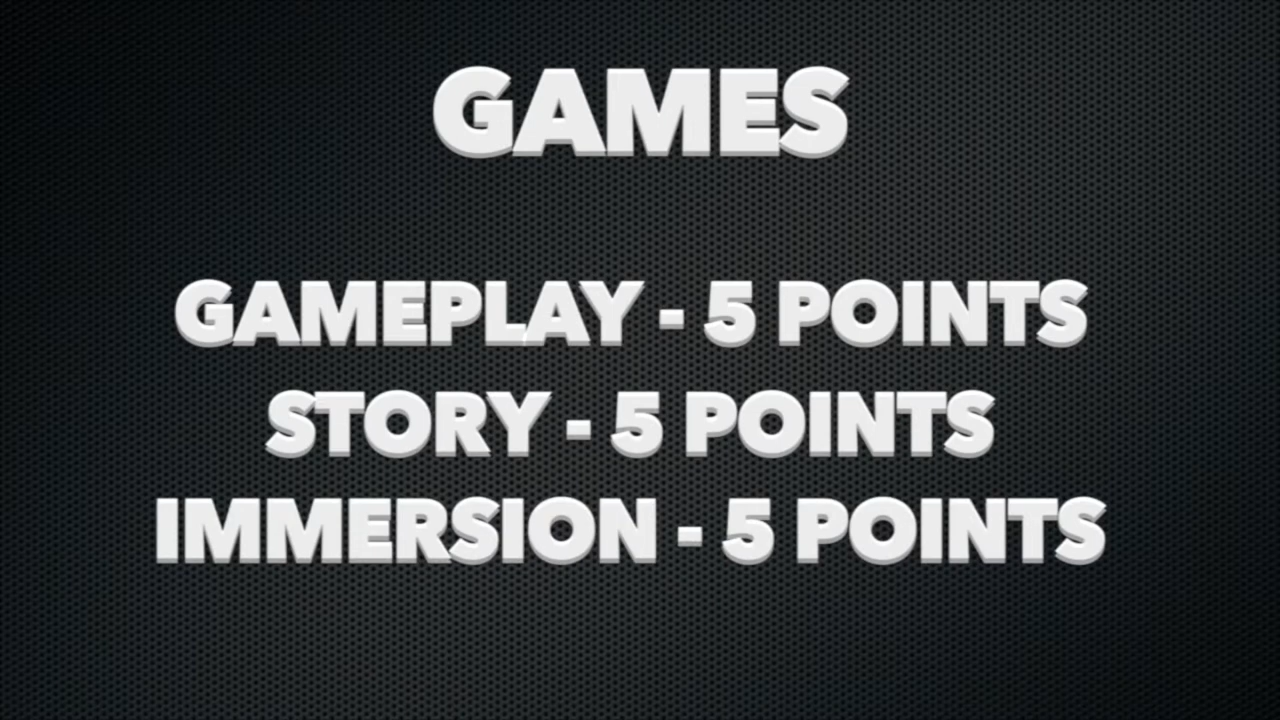 GAMES
GAMEPLAY - 5 POINTS
STORY - 5 POINTS
IMMERSION - 5 POINTS